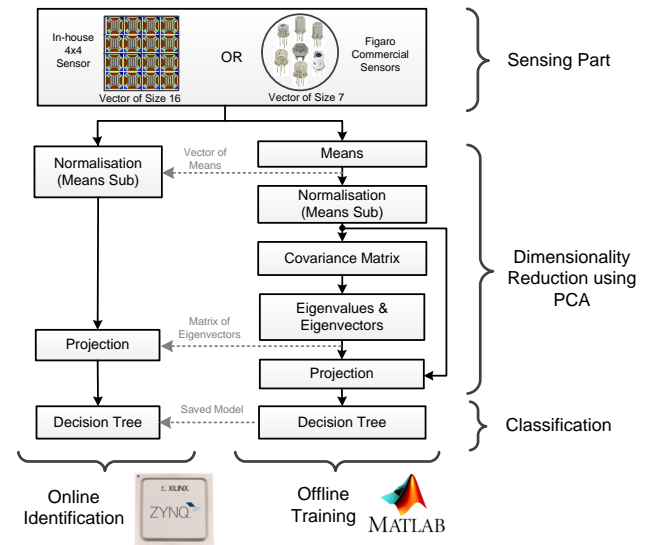 In-house
4x4
Sensor
Vector of Size 16
OR
Figaro
Commercial
Sensors
Vector of Size 7
Sensing Part
Normalisation
(Means Sub)
Vector of
Means
Means
Normalisation
(Means Sub)
Covariance Matrix
Eigenvalues &
Eigenvectors
Dimensionality
Reduction using
PCA
Projection
Matrix of
Eigenvectors
Projection
Decision Tree
Saved Model
Decision Tree
Classification
Online
Identification
XILINX
ZYNQ
Offline
Training
MATLAB